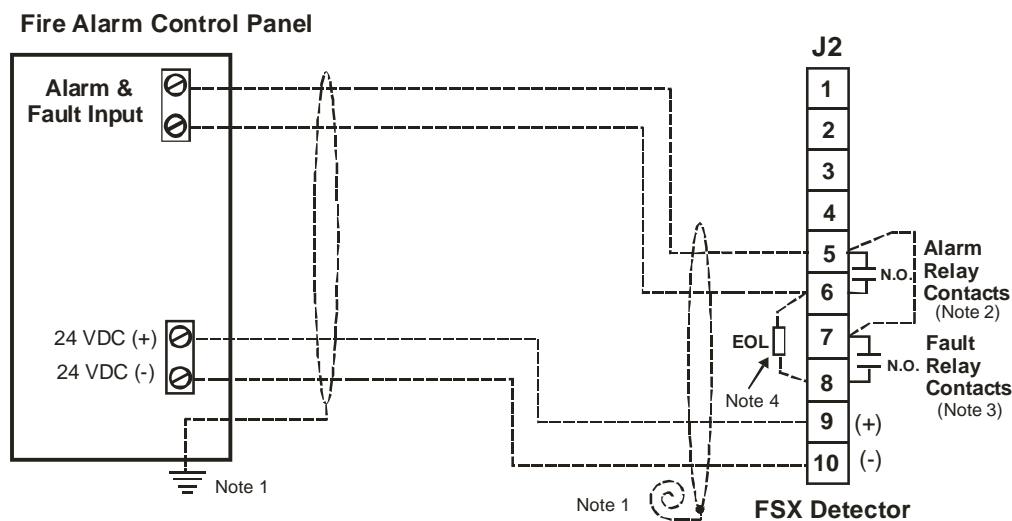 Fire Alarm Control Panel
J2
Alarm &
Fault Input
1
2
3
4
5
6
7
8
9
10
N.O.
Alarm
Relay
Contacts
(Note 2)
EOL
Note 4
N.O.
Fault
Relay
Contacts
(Note 3)
24 VDC (+)
24 VDC (-)
(+)
(-)
Note 1
Note 1
FSX Detector